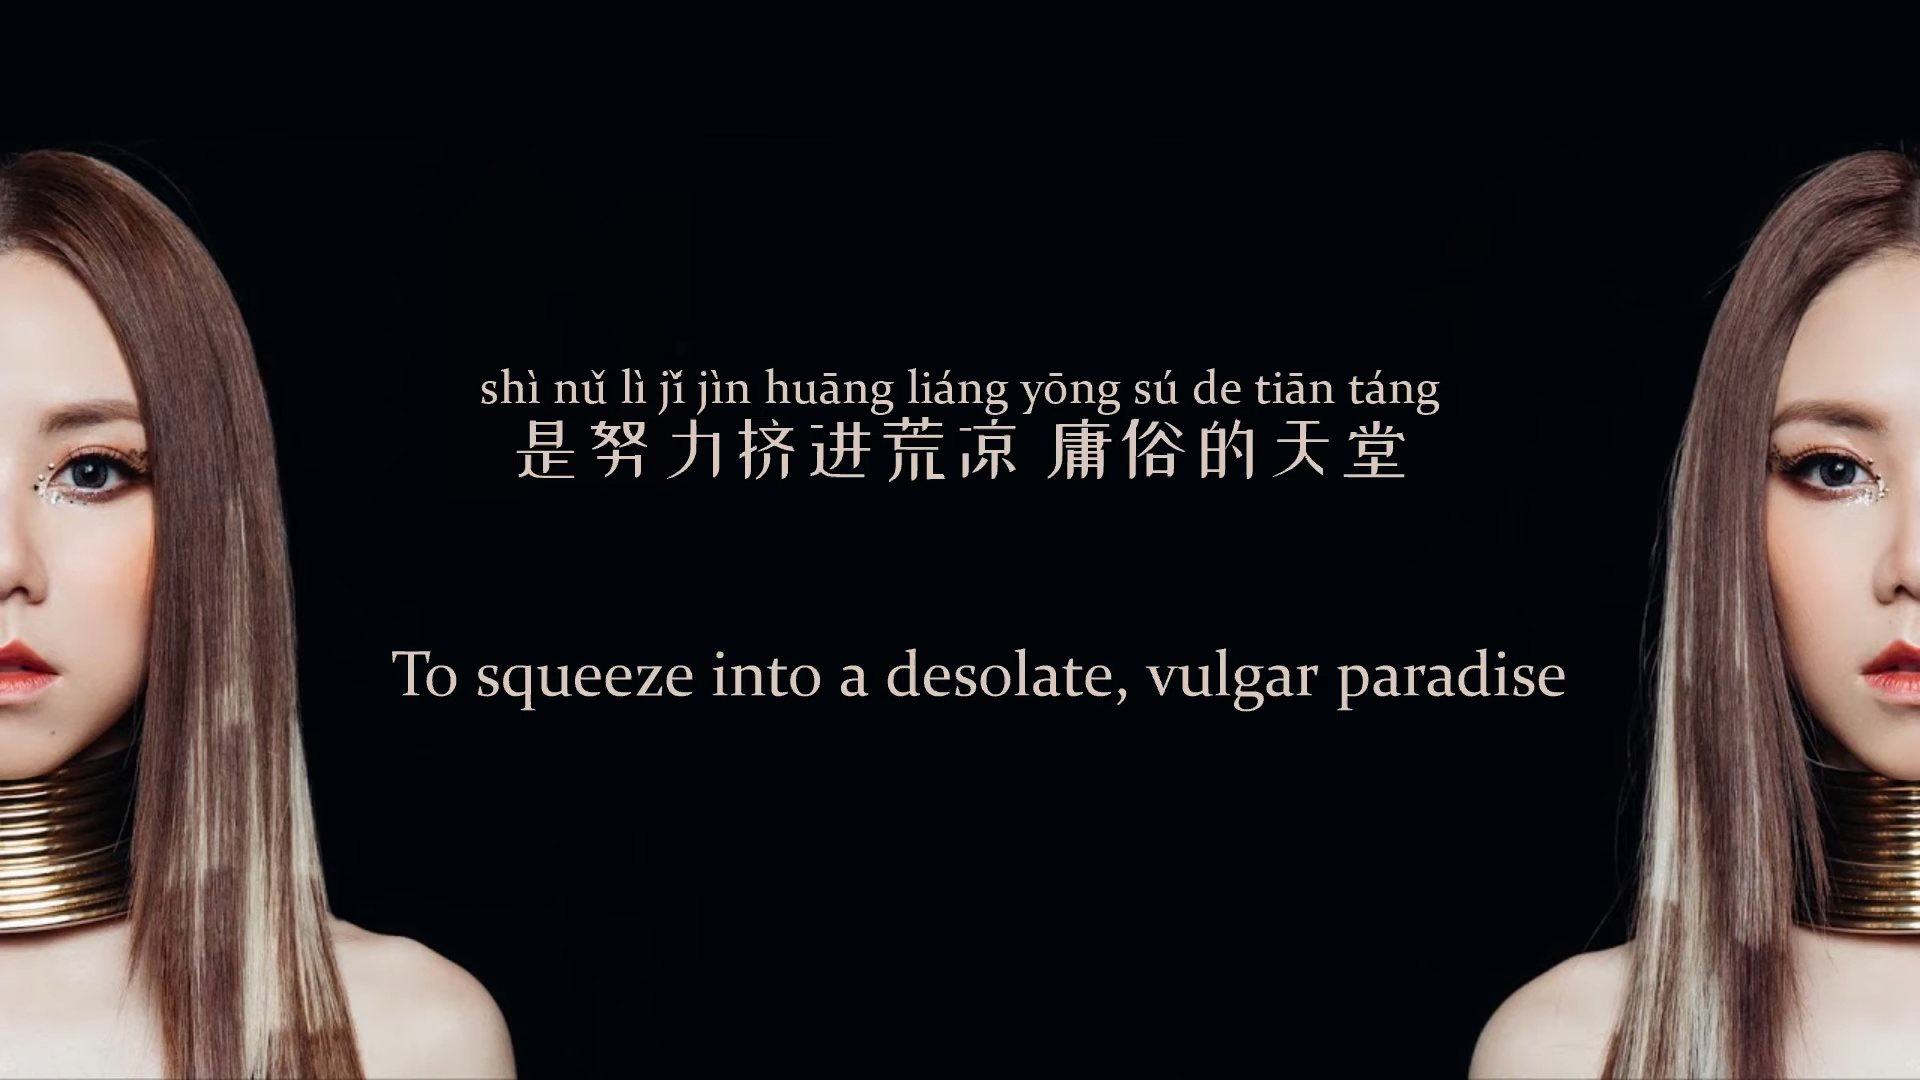 shì nǔ lì jǐ jìn huāng liáng yōng sú de tiān táng
是努力挤进荒凉 庸俗的天堂
To squeeze into a desolate, vulgar paradise